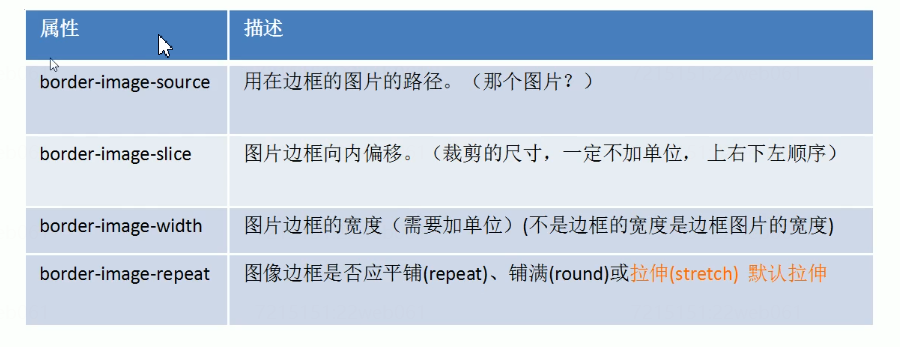 属性 描述
border-image-source 用在边框的图片的路径。（那个图片？）
border-image-slice 图片边框向内偏移。（裁剪的尺寸，一定不加单位， 上右下左顺序）
border-image-width 图片边框的宽度（需要加单位）(不是边框的宽度是边框图片的宽度)
border-image-repeat 图像边框是否应平铺(repeat)、铺满(round)或拉伸(stretch) 默认拉伸